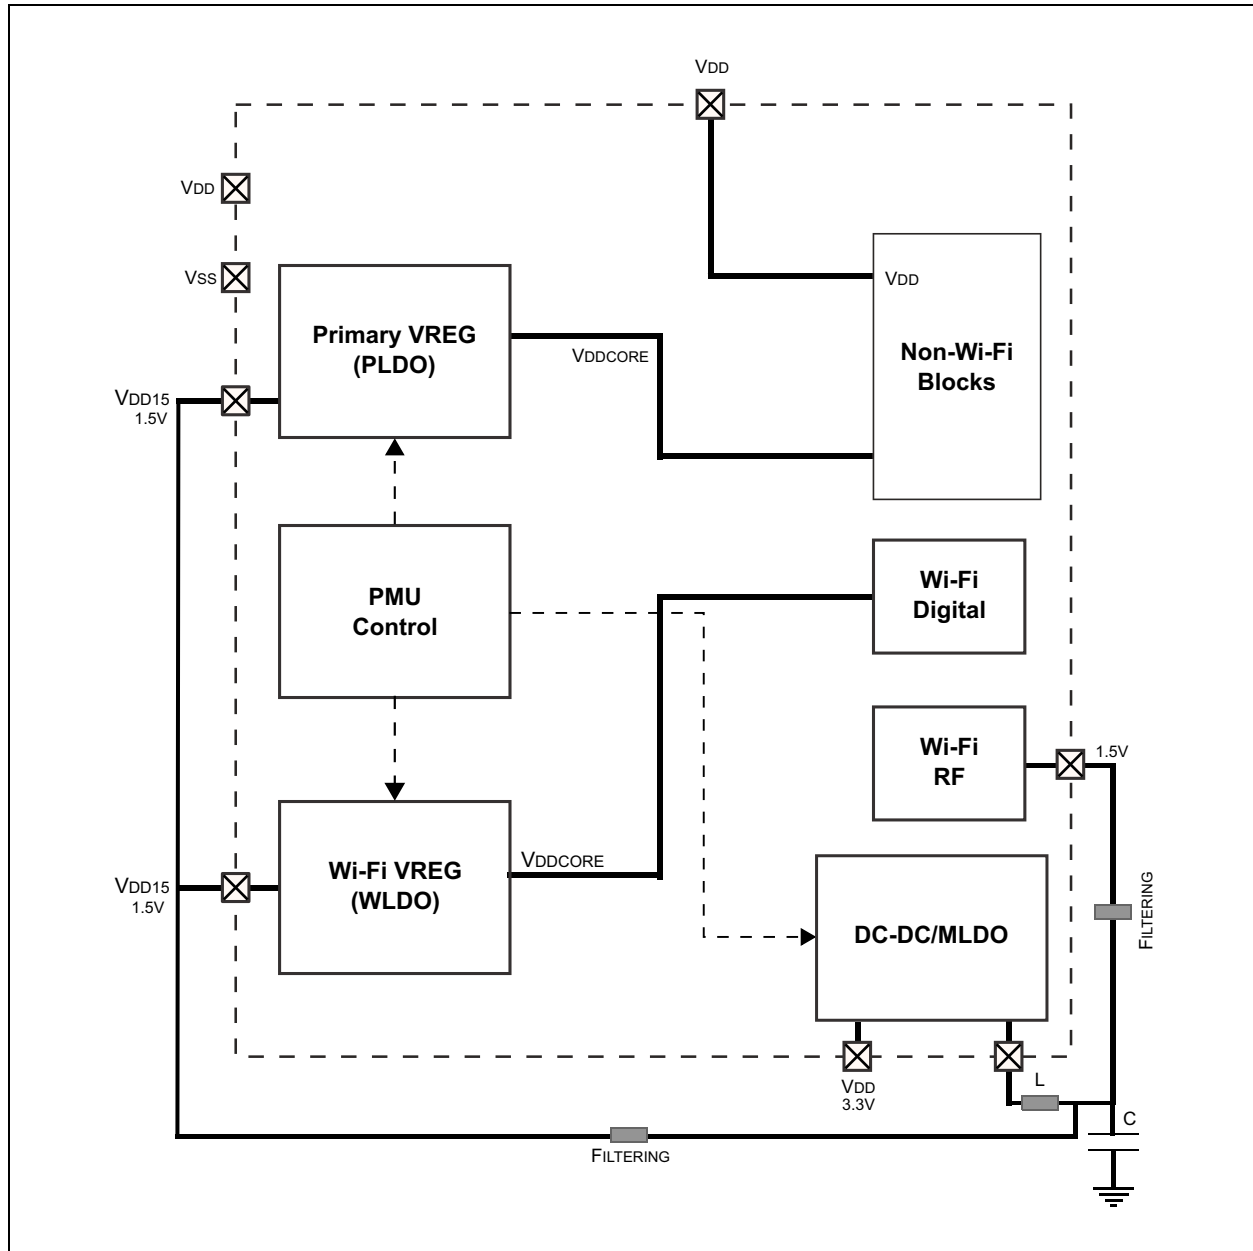 VDD
VDD
VSS
VDD
Primary VREG
(PLDO)
VDDCORE
Non-Wi-Fi
Blocks
VDD15
1.5V
PMU
Control
Wi-Fi
Digital
Wi-Fi
RF
1.5V
Wi-Fi VREG
(WLDO)
VDDCORE
VDD15
1.5V
DC-DC/MLDO
FILTERING
VDD
3.3V
L
C
FILTERING